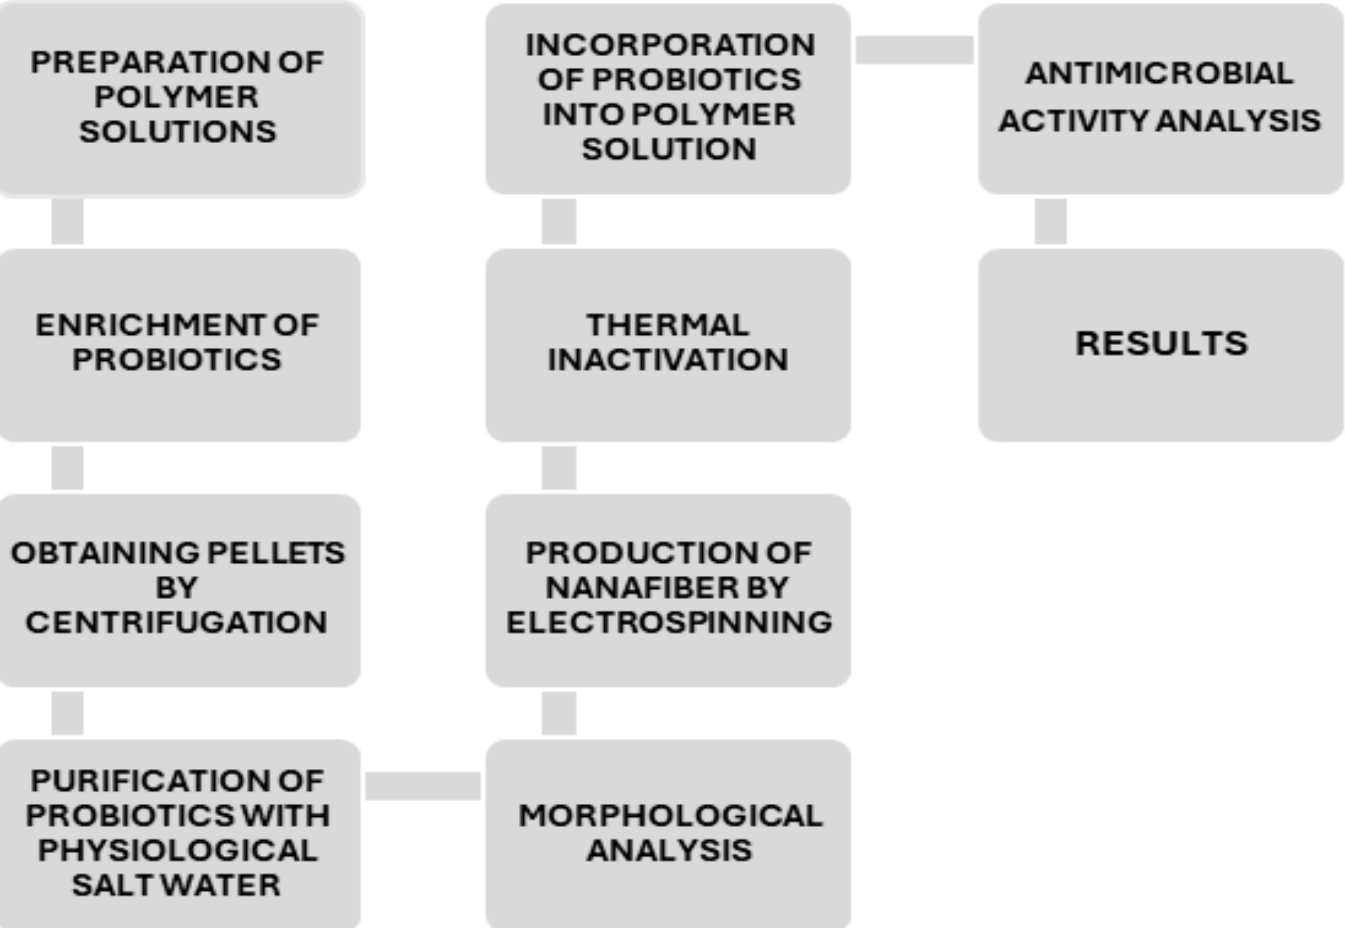 PREPARATION OF
POLYMER
SOLUTIONS
ENRICHMENT OF
PROBIOTICS
OBTAINING PELLETS
BY
CENTRIFUGATION
PURIFICATION OF
PROBIOTICS WITH
PHYSIOLOGICAL
SALT WATER
INCORPORATION
OF PROBIOTICS
INTO POLYMER
SOLUTION
THERMAL
INACTIVATION
PRODUCTION OF
NANAFIBER BY
ELECTROSPINNING
MORPHOLOGICAL
ANALYSIS
ANTIMICROBIAL
ACTIVITY ANALYSIS
RESULTS